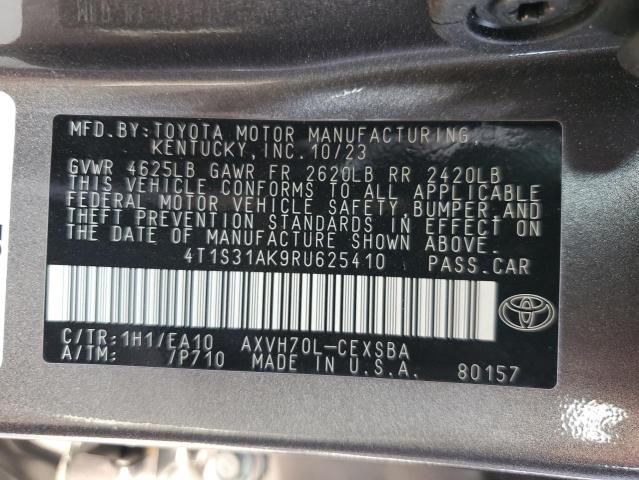 MFD.BY:TOYOTA MOTOR MANUFACTURING,
KENTUCKY, INC.10/23
GVWR 4625LB GAWR FR 2620LB RR 2420LB
THIS VEHICLE CONFORMS TO ALL APPLICABLE
FEDERAL MOTOR VEHICLE SAFETY,BUMPER,AND
THEFT PREVENTION STANDARDS IN EFFECT ON
THE DATE OF MANUFACTURE SHOWN ABOVE.
4T1S31AK9RU625410 PASS.CAR
C/TR:1H1/EA10 AXVH70L-CEXSBA
A/TM: /P710 MADE IN U.S.A. 80157